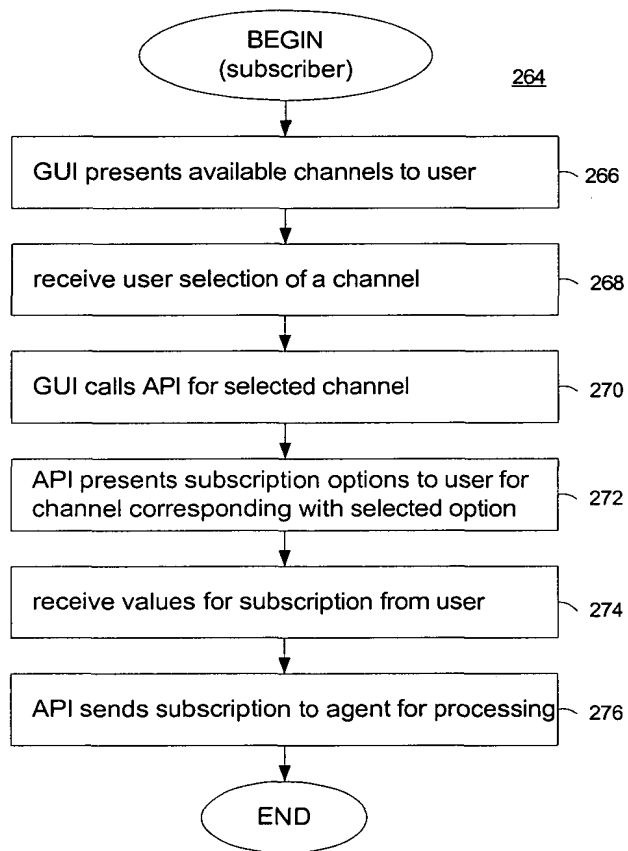 BEGIN
(subscriber)
264
GUI presents available channels to user
266
receive user selection of a channel
268
GUI calls API for selected channel
270
API presents subscription options to user for
channel corresponding with selected option
272
receive values for subscription from user
274
API sends subscription to agent for processing
276
END